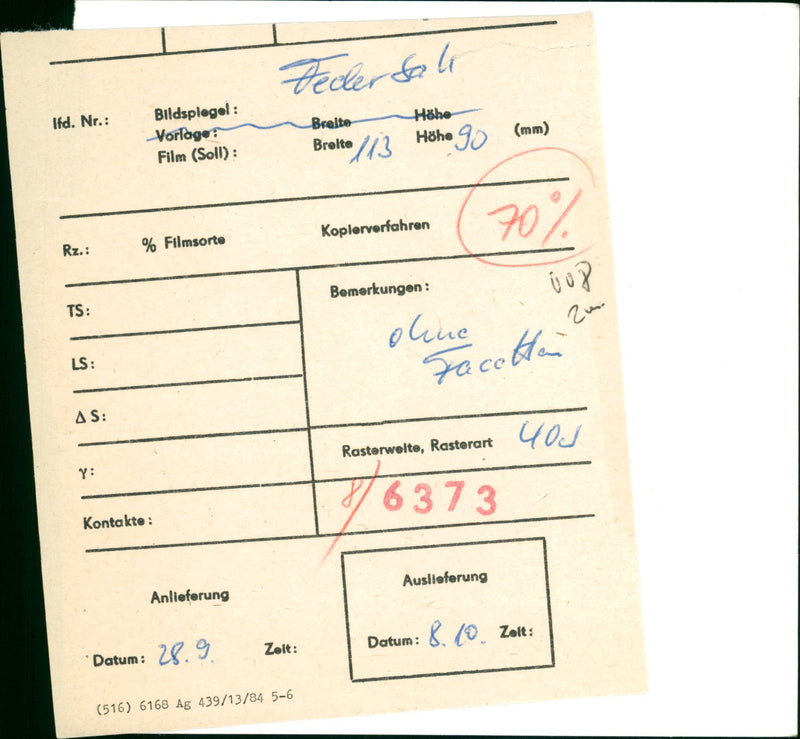 lfd. Nr.: Bildspiegel:
Vorlage: Breite Höhe
Film (Soll): Breite 113 Höhe 90 (mm)
Rz.: % Filmsorte Kopierverfahren 70%
TS: Bemerkungen:
008
ohne
Facetten
LS:
Δ S:
Rasterweite, Rasterart 40
γ:
8/6373
Kontakte:
Anlieferung Auslieferung
Datum: 28.9. Zeit: Datum: 8.10. Zeit:
(516) 6168 Ag 439/13/84 5-6